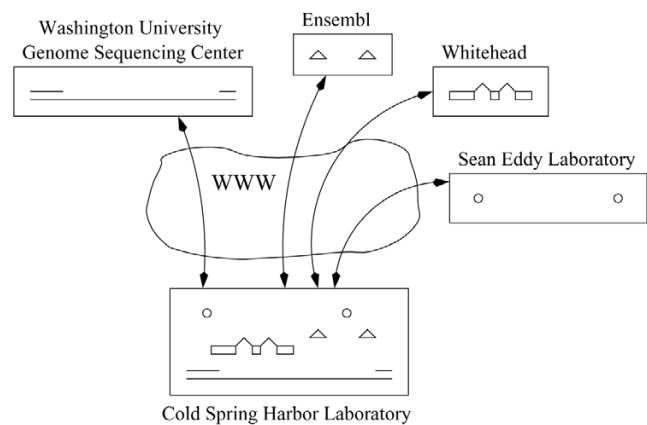 Washington University
Genome Sequencing Center
Ensembl
Whitehead
Sean Eddy Laboratory
WWW
Cold Spring Harbor Laboratory